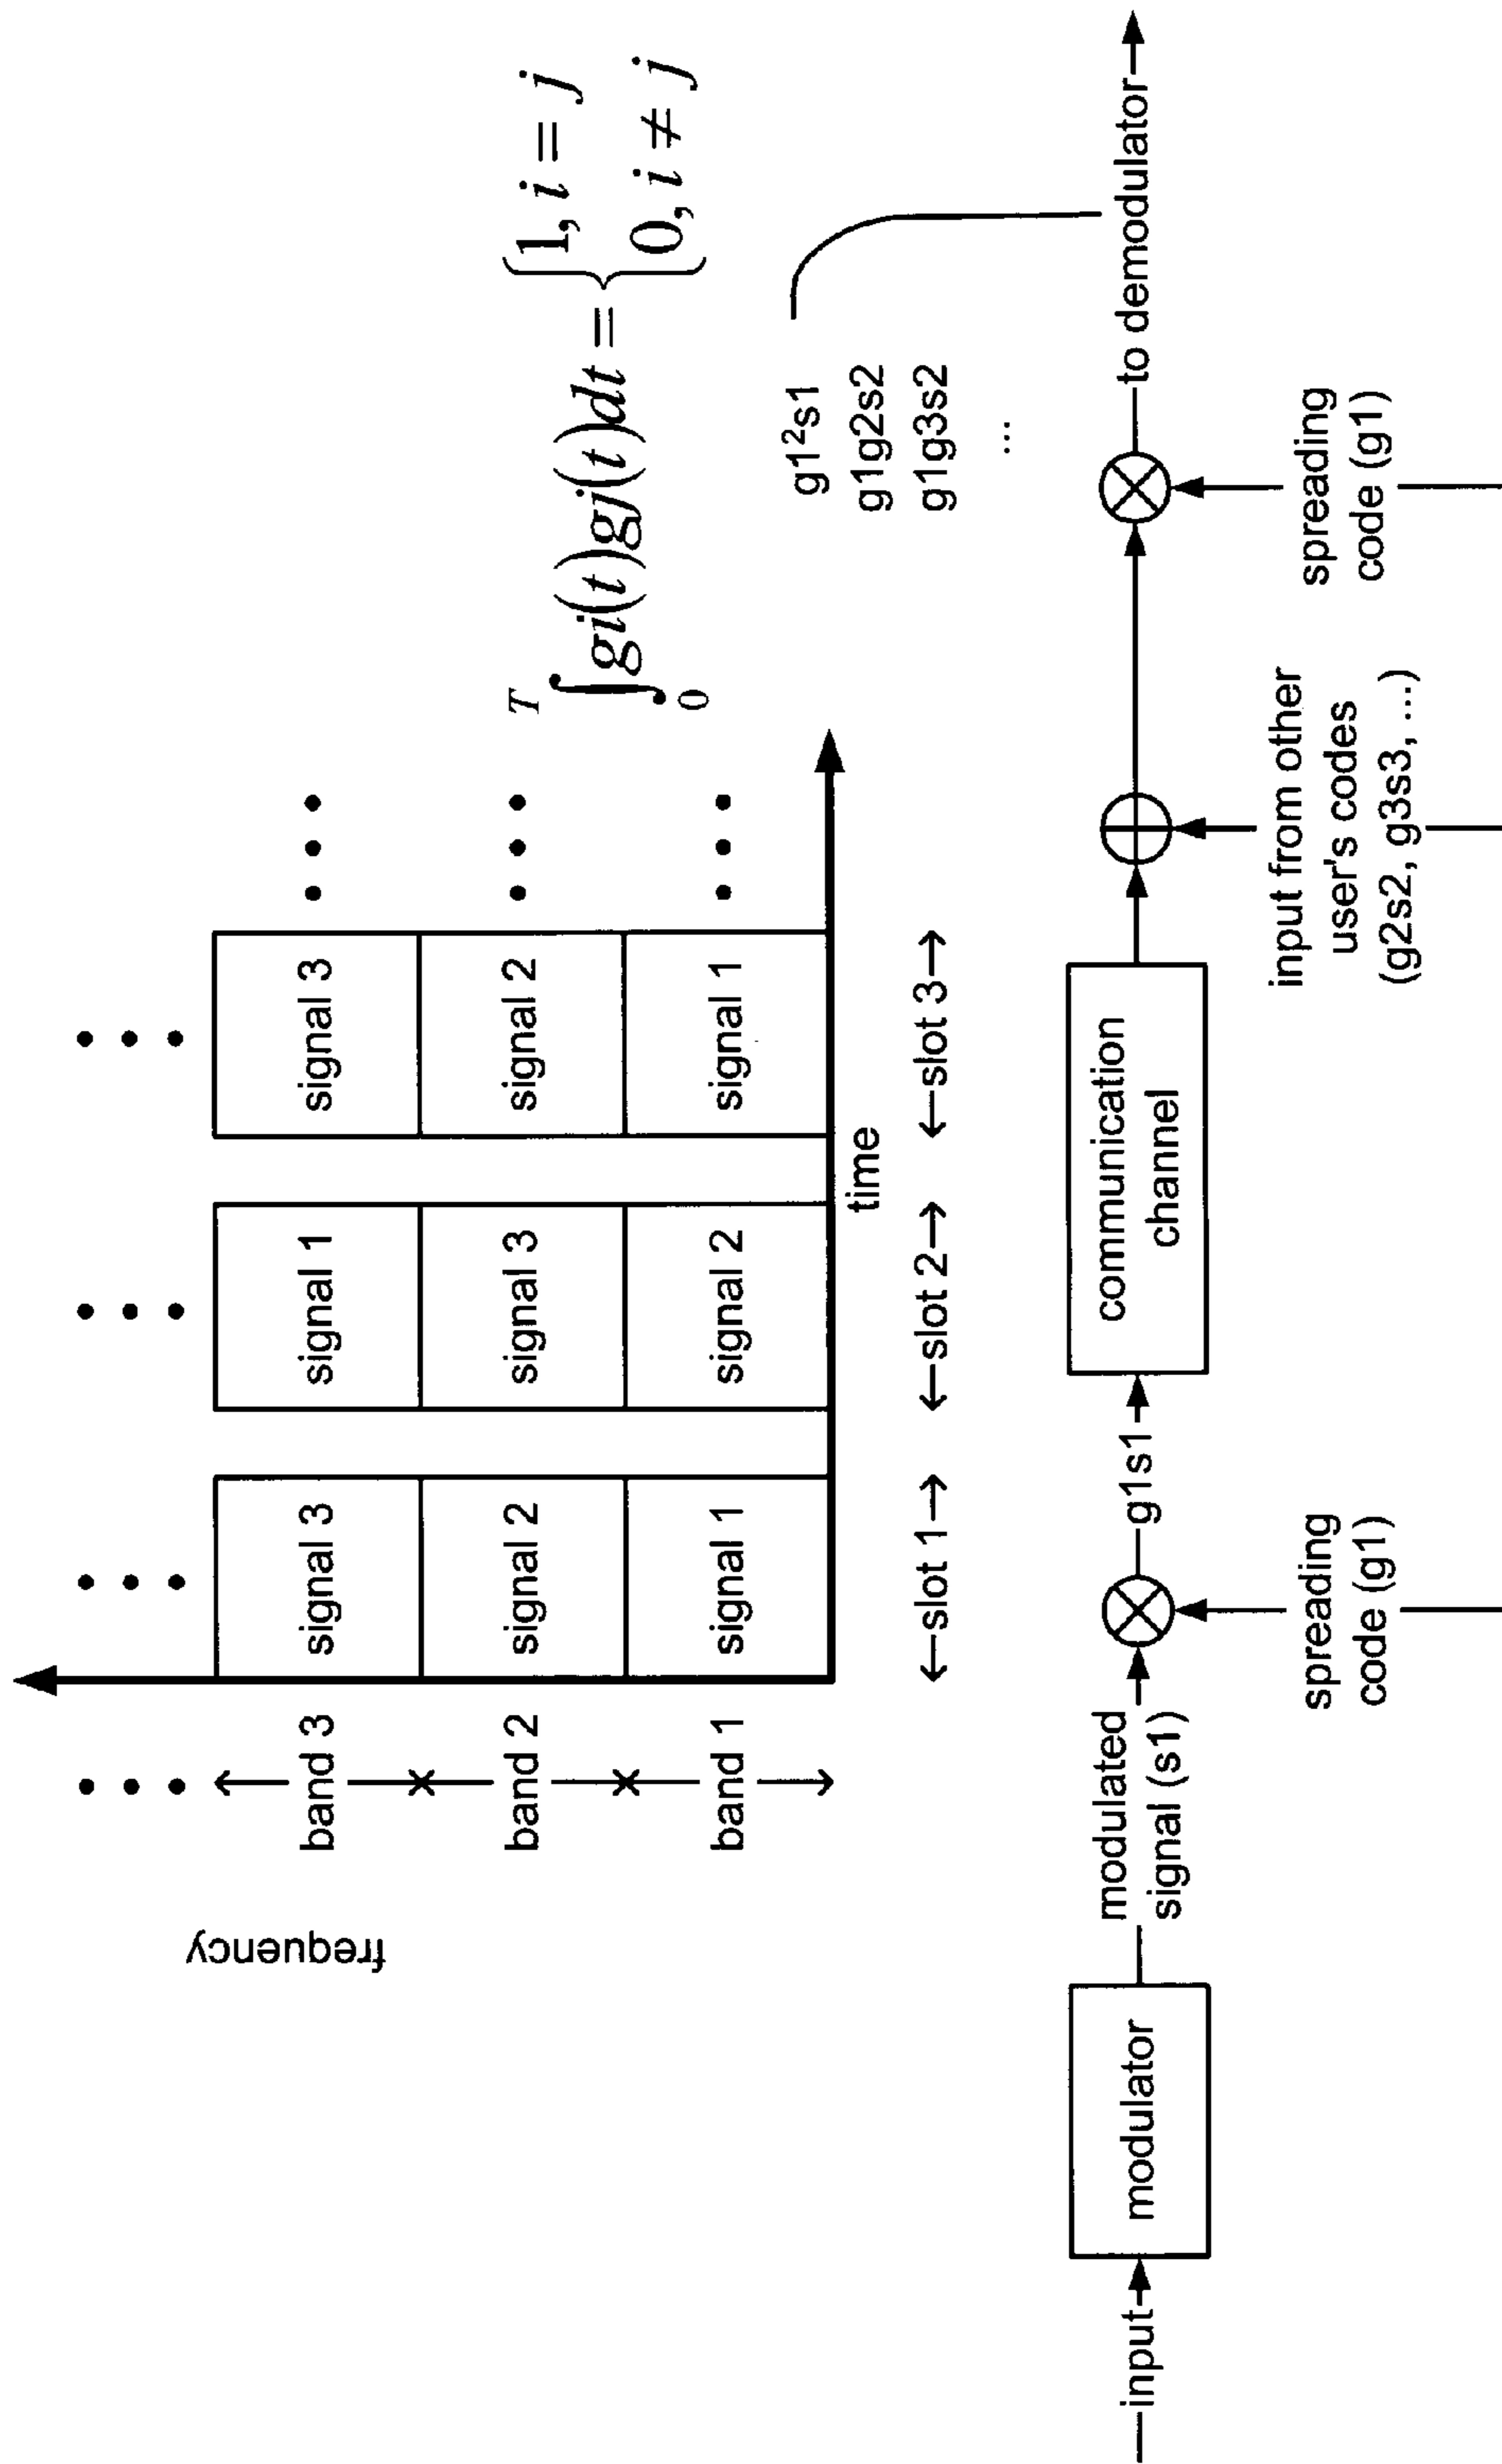 frequency
band 3
band 2
band 1
signal 3
signal 2
signal 1
signal 1
signal 3
signal 2
signal 3
signal 2
signal 1
time
←slot 1→
←slot 2→
←slot 3→
∫₀ᵀ gi(t)gj(t)dt = { 1, i = j
0, i ≠ j
g1²s1
g1g2s2
g1g3s2
...
input
modulator
modulated
signal (s1)
g1s1
communication
channel
to demodulator
spreading
code (g1)
input from other
user's codes
(g2s2, g3s3, ...)
spreading
code (g1)